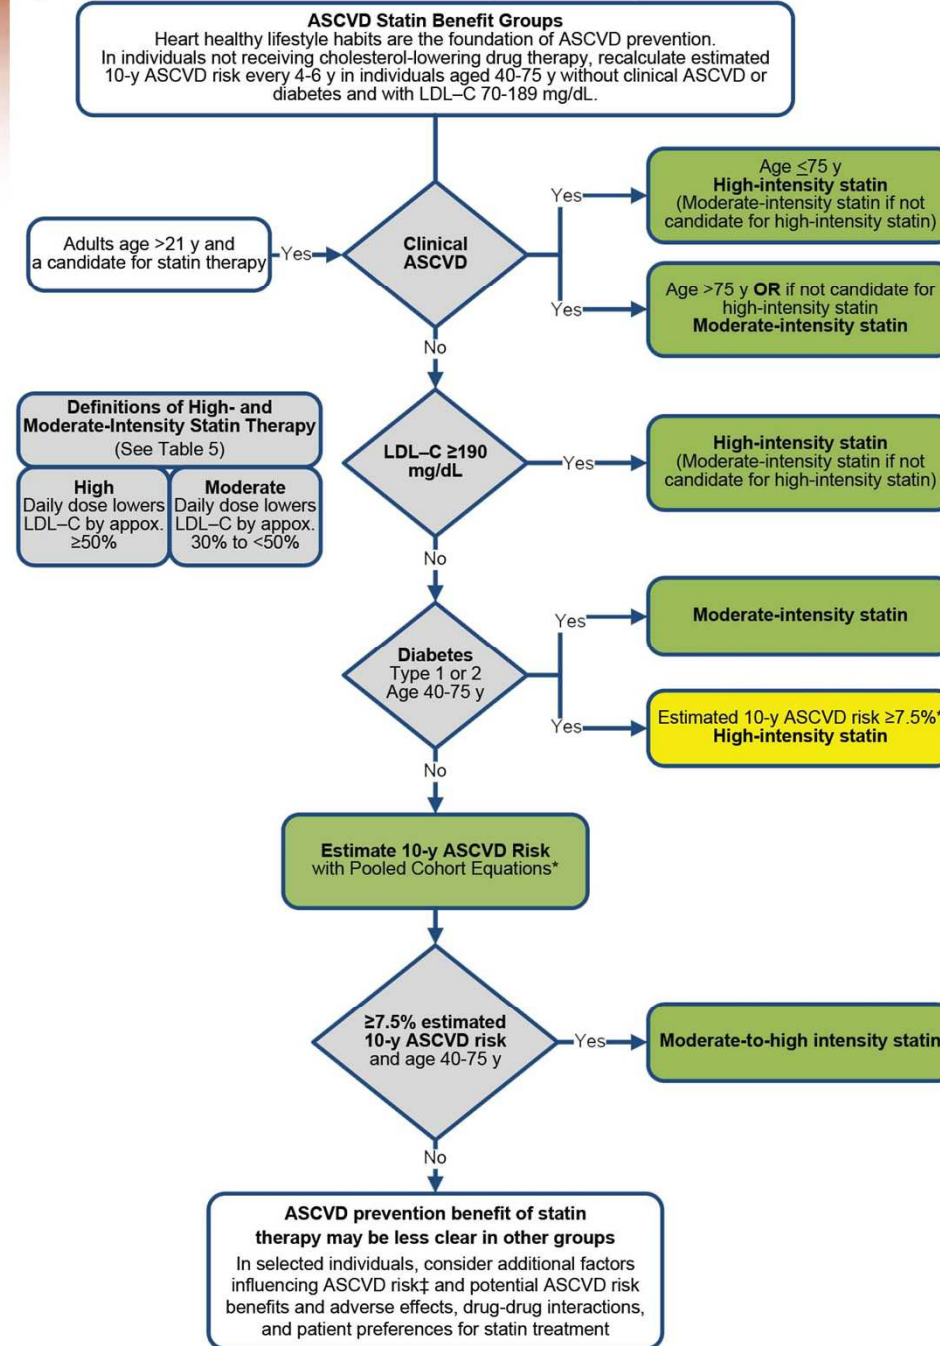 ASCVD Statin Benefit Groups
Heart healthy lifestyle habits are the foundation of ASCVD prevention.
In individuals not receiving cholesterol-lowering drug therapy, recalculate estimated
10-y ASCVD risk every 4-6 y in individuals aged 40-75 y without clinical ASCVD or
diabetes and with LDL–C 70-189 mg/dL.
Adults age >21 y and
a candidate for statin therapy
Yes
Clinical
ASCVD
Yes
Age ≤75 y
High-intensity statin
(Moderate-intensity statin if not
candidate for high-intensity statin)
Yes
Age >75 y OR if not candidate for
high-intensity statin
Moderate-intensity statin
No
Definitions of High- and
Moderate-Intensity Statin Therapy
(See Table 5)
High
Daily dose lowers
LDL–C by appox.
≥50%
Moderate
Daily dose lowers
LDL–C by appox.
30% to <50%
LDL–C ≥190
mg/dL
Yes
High-intensity statin
(Moderate-intensity statin if not
candidate for high-intensity statin)
No
Diabetes
Type 1 or 2
Age 40-75 y
Yes
Moderate-intensity statin
Yes
Estimated 10-y ASCVD risk ≥7.5%*
High-intensity statin
No
Estimate 10-y ASCVD Risk
with Pooled Cohort Equations*
≥7.5% estimated
10-y ASCVD risk
and age 40-75 y
Yes
Moderate-to-high intensity statin
No
ASCVD prevention benefit of statin
therapy may be less clear in other groups
In selected individuals, consider additional factors
influencing ASCVD risk‡ and potential ASCVD risk
benefits and adverse effects, drug-drug interactions,
and patient preferences for statin treatment